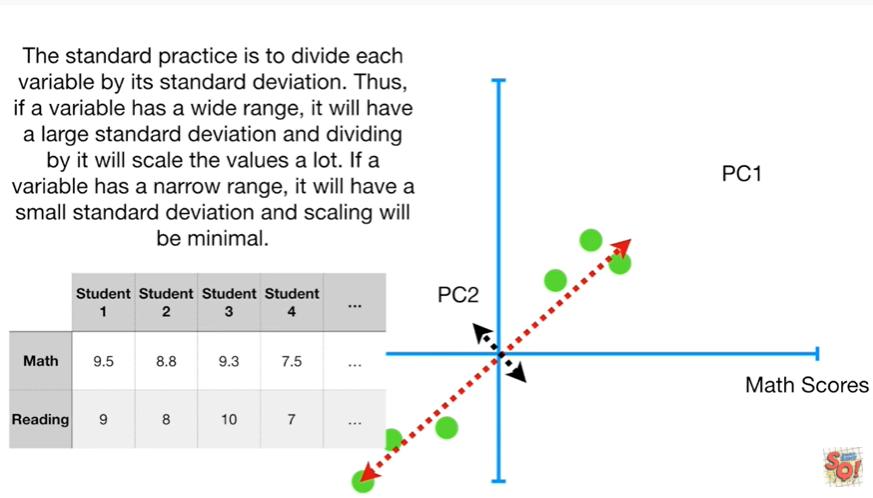 The standard practice is to divide each
variable by its standard deviation. Thus,
if a variable has a wide range, it will have
a large standard deviation and dividing
by it will scale the values a lot. If a
variable has a narrow range, it will have a
small standard deviation and scaling will
be minimal.
Student 1 Student 2 Student 3 Student 4 ...
Math 9.5 8.8 9.3 7.5 ...
Reading 9 8 10 7 ...
PC1
PC2
Math Scores
SQ!